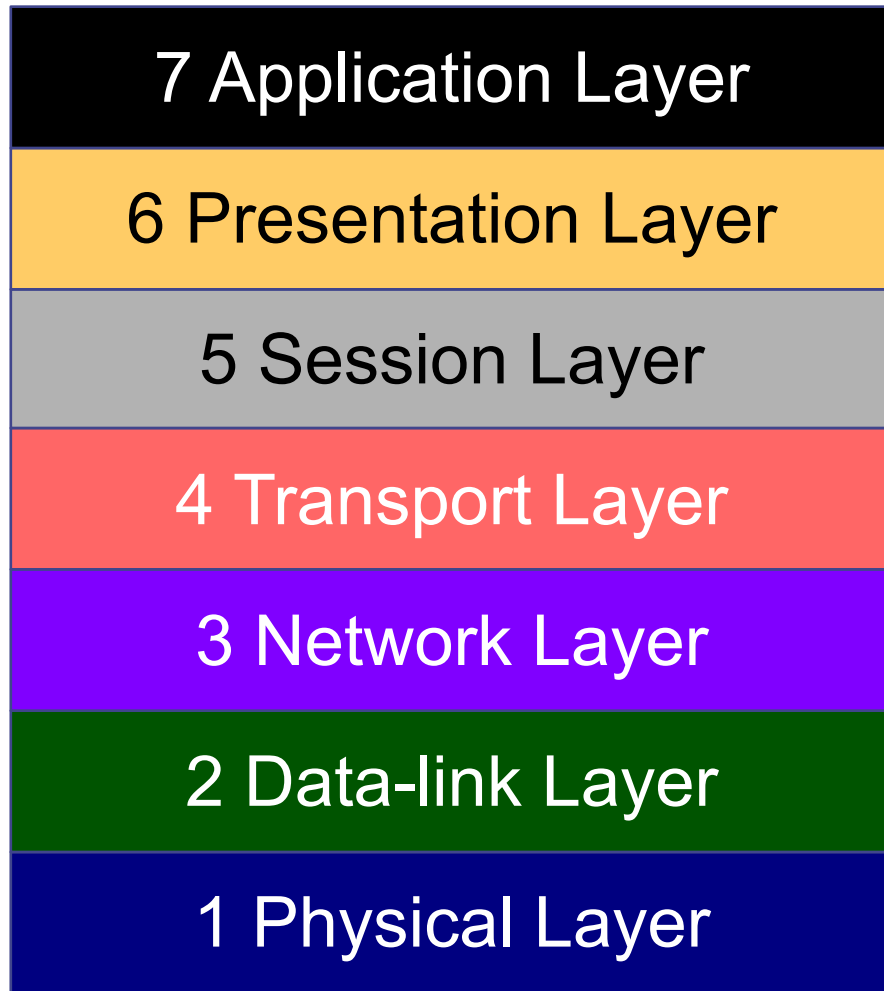 7 Application Layer
6 Presentation Layer
5 Session Layer
4 Transport Layer
3 Network Layer
2 Data-link Layer
1 Physical Layer